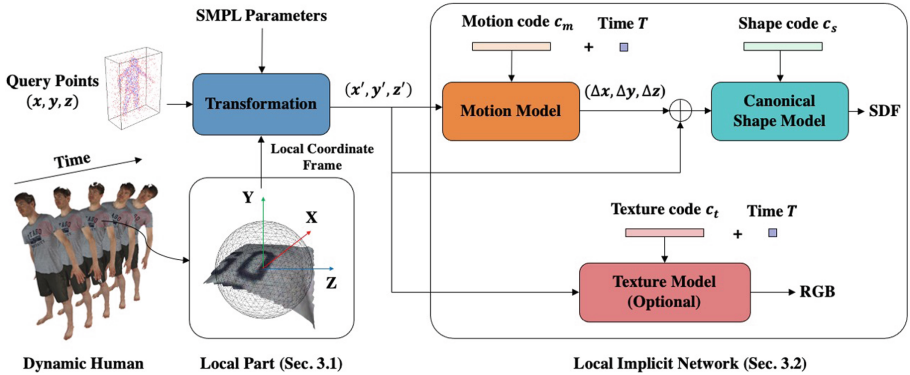 SMPL Parameters
Motion code c_m + Time T
Shape code c_s
Query Points
(x, y, z)
Transformation
(x′, y′, z′)
Motion Model
(Δx, Δy, Δz)
Canonical
Shape Model
SDF
Local Coordinate
Frame
Time
Y
X
Z
Texture code c_t + Time T
Texture Model
(Optional)
RGB
Dynamic Human
Local Part (Sec. 3.1)
Local Implicit Network (Sec. 3.2)